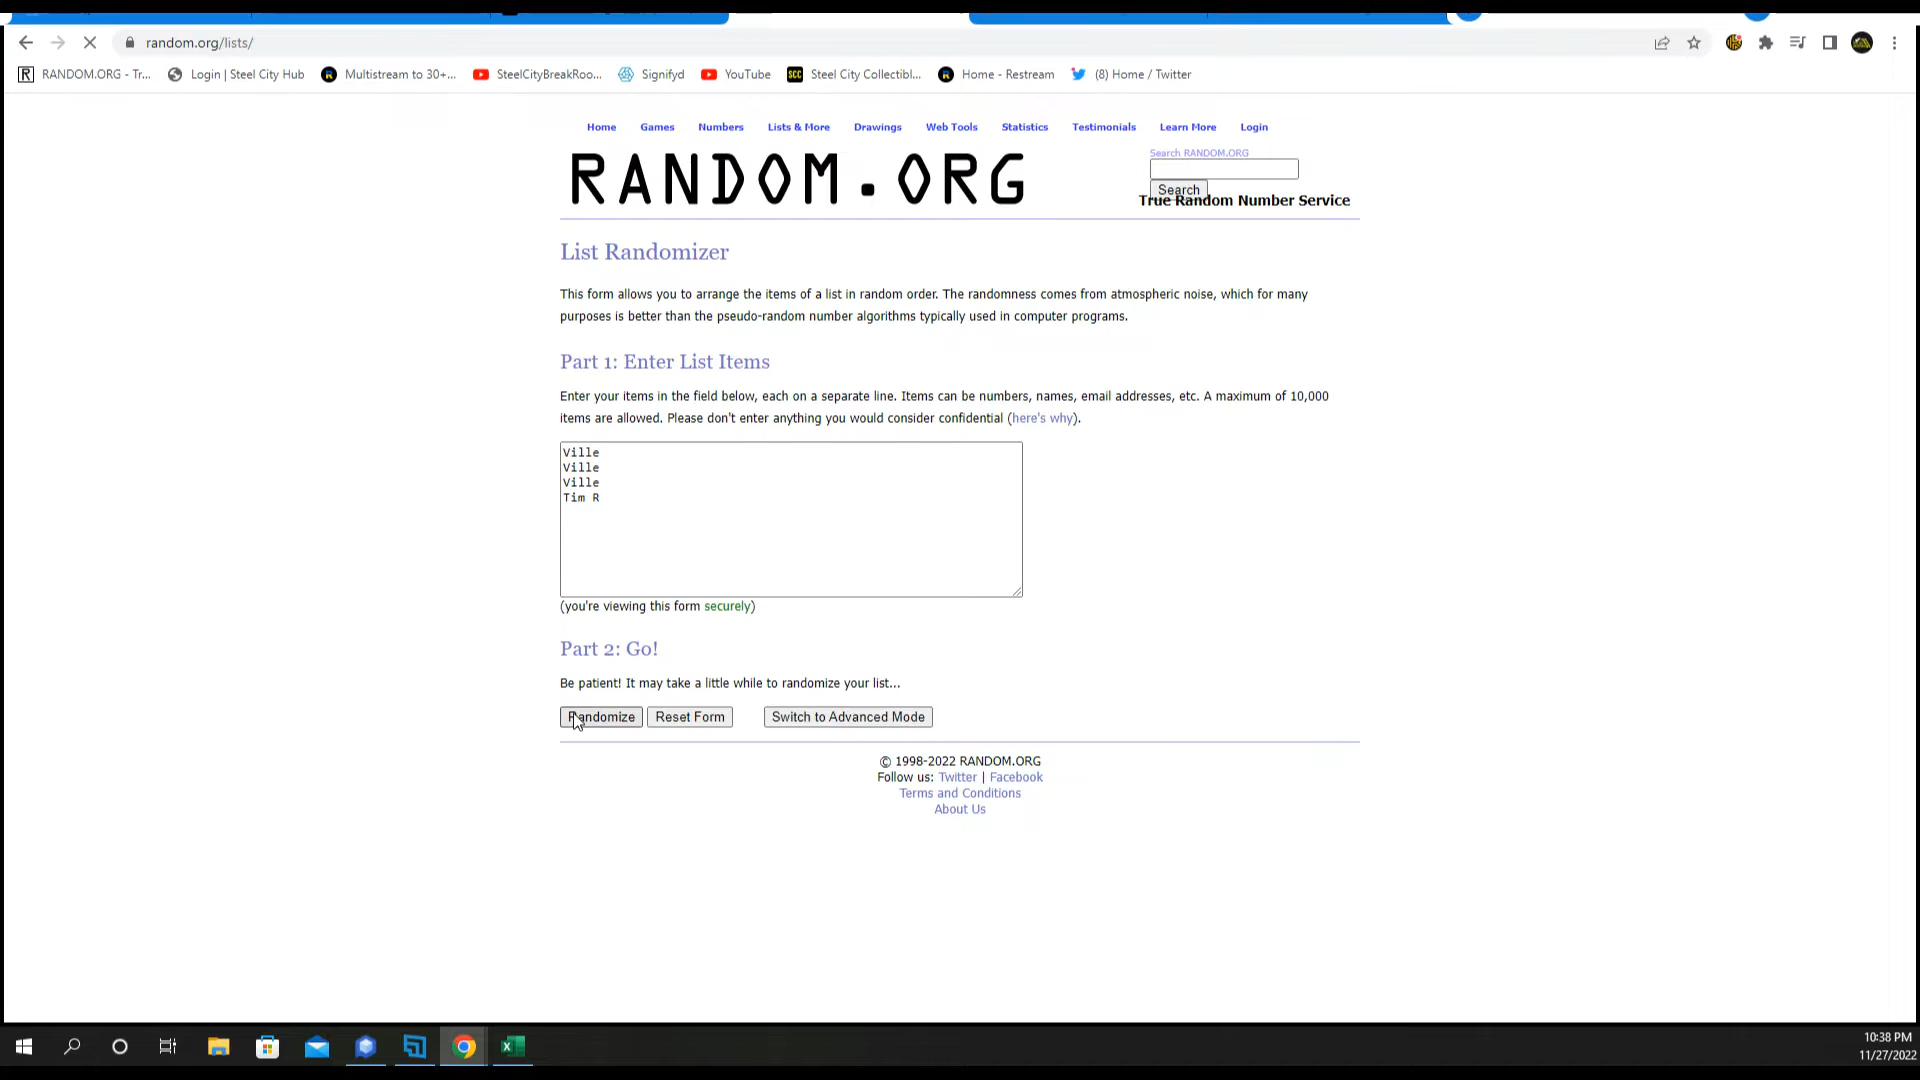 random.org/lists/
RANDOM.ORG - Tr... Login | Steel City Hub Multistream to 30+... SteelCityBreakRoo... Signifyd YouTube SCC Steel City Collectibl... Home - Restream (8) Home / Twitter
Home Games Numbers Lists & More Drawings Web Tools Statistics Testimonials Learn More Login
RANDOM.ORG
Search RANDOM.ORG
Search
True Random Number Service
List Randomizer
This form allows you to arrange the items of a list in random order. The randomness comes from atmospheric noise, which for many
purposes is better than the pseudo-random number algorithms typically used in computer programs.
Part 1: Enter List Items
Enter your items in the field below, each on a separate line. Items can be numbers, names, email addresses, etc. A maximum of 10,000
items are allowed. Please don't enter anything you would consider confidential (here's why).
Ville
Ville
Ville
Tim R
(you're viewing this form securely)
Part 2: Go!
Be patient! It may take a little while to randomize your list...
Randomize Reset Form Switch to Advanced Mode
© 1998-2022 RANDOM.ORG
Follow us: Twitter | Facebook
Terms and Conditions
About Us
10:38 PM
11/27/2022